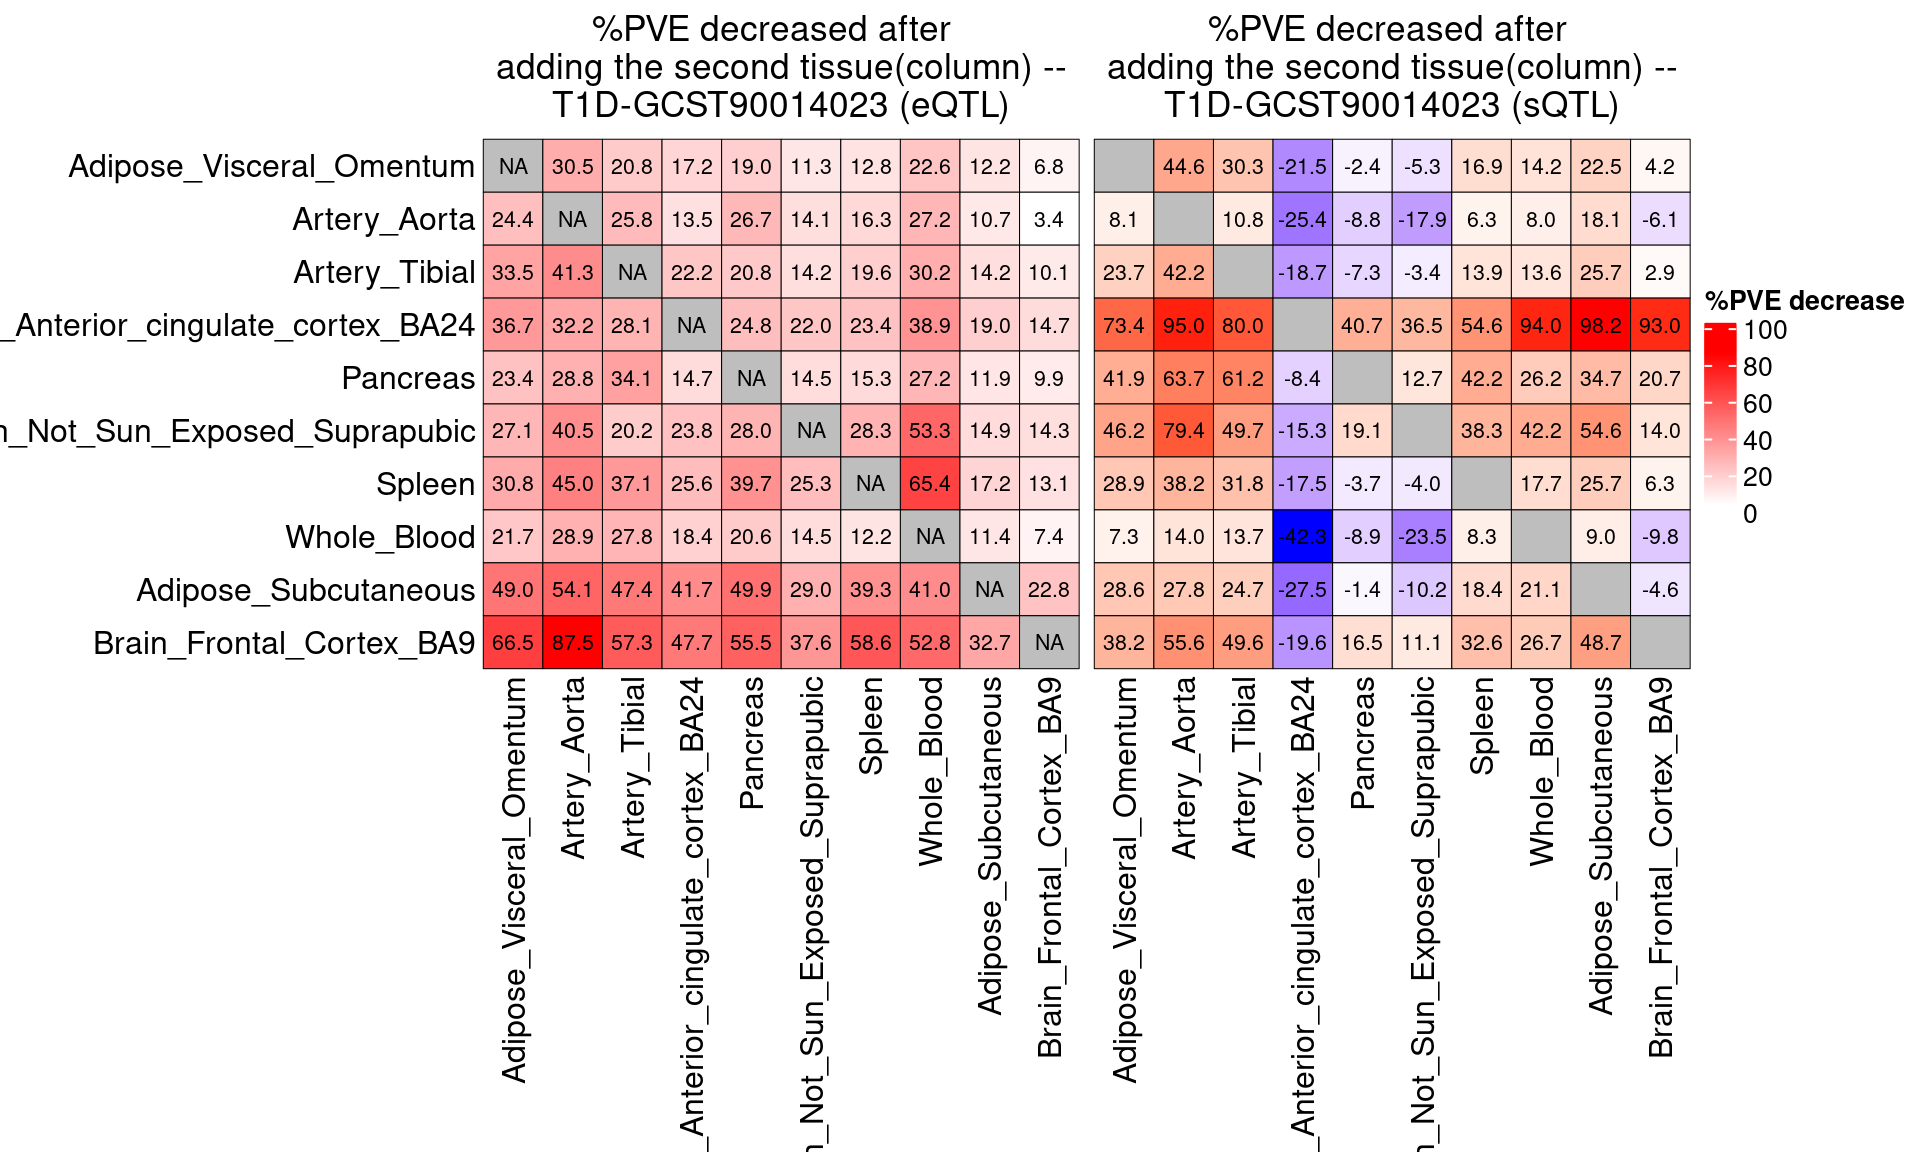 %PVE decreased after
adding the second tissue(column) --
T1D-GCST90014023 (eQTL)
%PVE decreased after
adding the second tissue(column) --
T1D-GCST90014023 (sQTL)
Adipose_Visceral_Omentum NA 30.5 20.8 17.2 19.0 11.3 12.8 22.6 12.2 6.8 44.6 30.3 -21.5 -2.4 -5.3 16.9 14.2 22.5 4.2
Artery_Aorta 24.4 NA 25.8 13.5 26.7 14.1 16.3 27.2 10.7 3.4 8.1 10.8 -25.4 -8.8 -17.9 6.3 8.0 18.1 -6.1
Artery_Tibial 33.5 41.3 NA 22.2 20.8 14.2 19.6 30.2 14.2 10.1 23.7 42.2 -18.7 -7.3 -3.4 13.9 13.6 25.7 2.9
_Anterior_cingulate_cortex_BA24 36.7 32.2 28.1 NA 24.8 22.0 23.4 38.9 19.0 14.7 73.4 95.0 80.0 40.7 36.5 54.6 94.0 98.2 93.0
Pancreas 23.4 28.8 34.1 14.7 NA 14.5 15.3 27.2 11.9 9.9 41.9 63.7 61.2 -8.4 12.7 42.2 26.2 34.7 20.7
n_Not_Sun_Exposed_Suprapubic 27.1 40.5 20.2 23.8 28.0 NA 28.3 53.3 14.9 14.3 46.2 79.4 49.7 -15.3 19.1 38.3 42.2 54.6 14.0
Spleen 30.8 45.0 37.1 25.6 39.7 25.3 NA 65.4 17.2 13.1 28.9 38.2 31.8 -17.5 -3.7 -4.0 17.7 25.7 6.3
Whole_Blood 21.7 28.9 27.8 18.4 20.6 14.5 12.2 NA 11.4 7.4 7.3 14.0 13.7 -42.3 -8.9 -23.5 8.3 9.0 -9.8
Adipose_Subcutaneous 49.0 54.1 47.4 41.7 49.9 29.0 39.3 41.0 NA 22.8 28.6 27.8 24.7 -27.5 -1.4 -10.2 18.4 21.1 -4.6
Brain_Frontal_Cortex_BA9 66.5 87.5 57.3 47.7 55.5 37.6 58.6 52.8 32.7 NA 38.2 55.6 49.6 -19.6 16.5 11.1 32.6 26.7 48.7
Adipose_Visceral_Omentum
Artery_Aorta
Artery_Tibial
_Anterior_cingulate_cortex_BA24
Pancreas
n_Not_Sun_Exposed_Suprapubic
Spleen
Whole_Blood
Adipose_Subcutaneous
Brain_Frontal_Cortex_BA9
Adipose_Visceral_Omentum
Artery_Aorta
Artery_Tibial
_Anterior_cingulate_cortex_BA24
Pancreas
n_Not_Sun_Exposed_Suprapubic
Spleen
Whole_Blood
Adipose_Subcutaneous
Brain_Frontal_Cortex_BA9
%PVE decrease
100
80
60
40
20
0